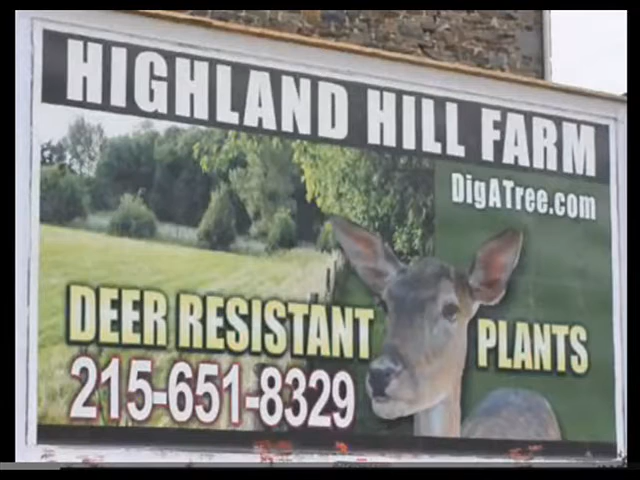 HIGHLAND HILL FARM
DigATree.com
DEER RESISTANT PLANTS
215-651-8329